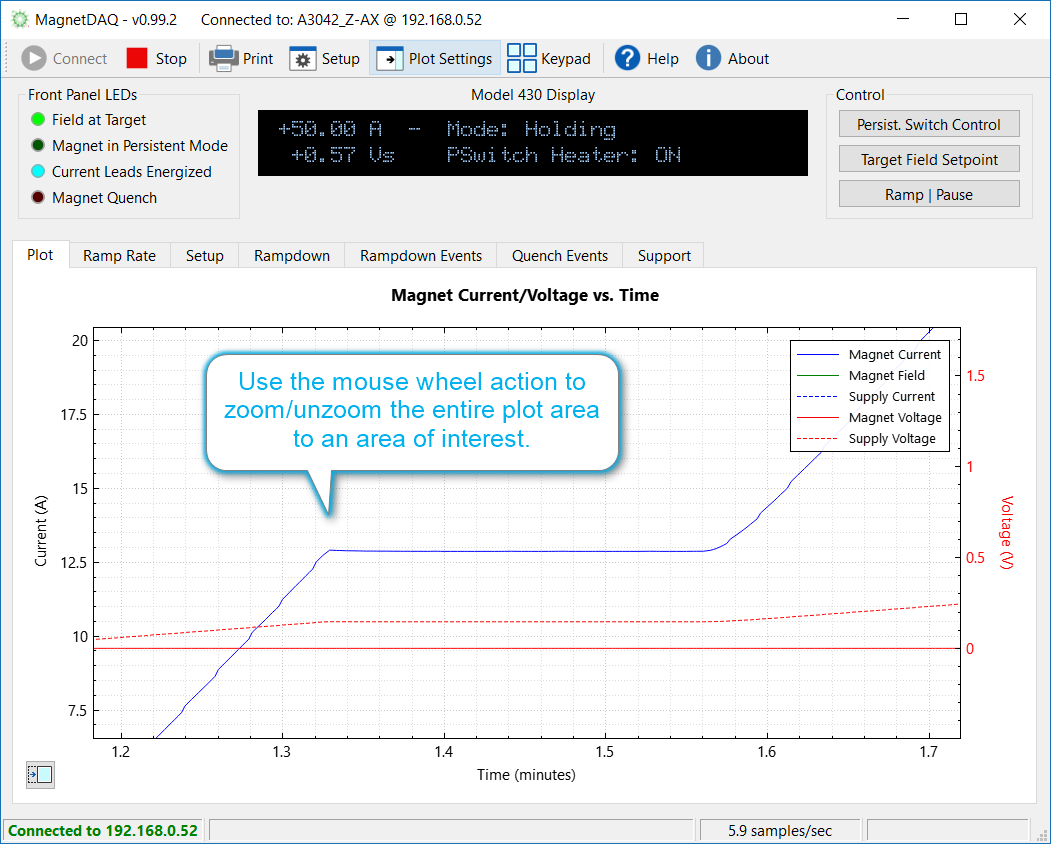 MagnetDAQ - v0.99.2 Connected to: A3042_Z-AX @ 192.168.0.52
Connect Stop Print Setup Plot Settings Keypad Help About
Front Panel LEDs
Field at Target
Magnet in Persistent Mode
Current Leads Energized
Magnet Quench
Model 430 Display
+50.00 A - Mode: Holding
+0.57 Vs PSwitch Heater: ON
Control
Persist. Switch Control
Target Field Setpoint
Ramp | Pause
Plot Ramp Rate Setup Rampdown Rampdown Events Quench Events Support
Magnet Current/Voltage vs. Time
Use the mouse wheel action to
zoom/unzoom the entire plot area
to an area of interest.
Magnet Current
Magnet Field
Supply Current
Magnet Voltage
Supply Voltage
Current (A)
20
17.5
15
12.5
10
7.5
1.5
1
0.5
0
Voltage (V)
1.2 1.3 1.4 1.5 1.6 1.7
Time (minutes)
Connected to 192.168.0.52
5.9 samples/sec